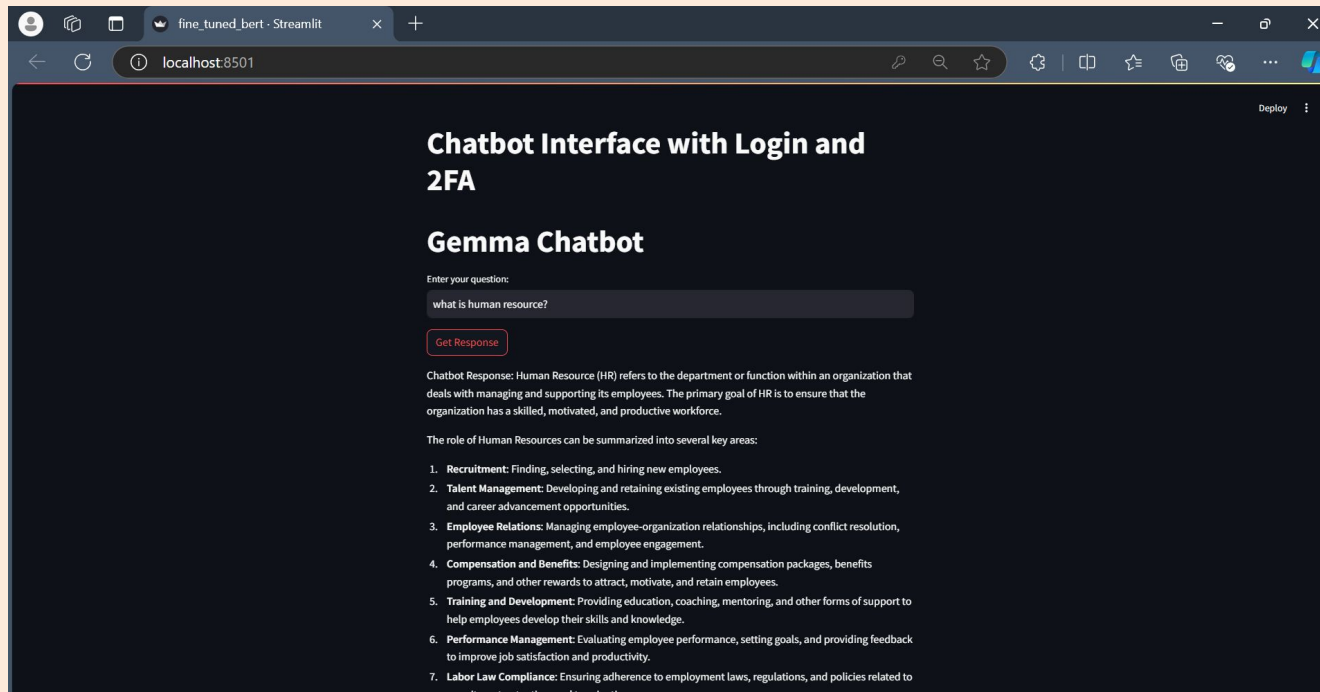 fine_tuned_bert · Streamlit
localhost:8501
Deploy
Chatbot Interface with Login and
2FA
Gemma Chatbot
Enter your question:
what is human resource?
Get Response
Chatbot Response: Human Resource (HR) refers to the department or function within an organization that
deals with managing and supporting its employees. The primary goal of HR is to ensure that the
organization has a skilled, motivated, and productive workforce.
The role of Human Resources can be summarized into several key areas:
1. Recruitment: Finding, selecting, and hiring new employees.
2. Talent Management: Developing and retaining existing employees through training, development,
and career advancement opportunities.
3. Employee Relations: Managing employee-organization relationships, including conflict resolution,
performance management, and employee engagement.
4. Compensation and Benefits: Designing and implementing compensation packages, benefits
programs, and other rewards to attract, motivate, and retain employees.
5. Training and Development: Providing education, coaching, mentoring, and other forms of support to
help employees develop their skills and knowledge.
6. Performance Management: Evaluating employee performance, setting goals, and providing feedback
to improve job satisfaction and productivity.
7. Labor Law Compliance: Ensuring adherence to employment laws, regulations, and policies related to